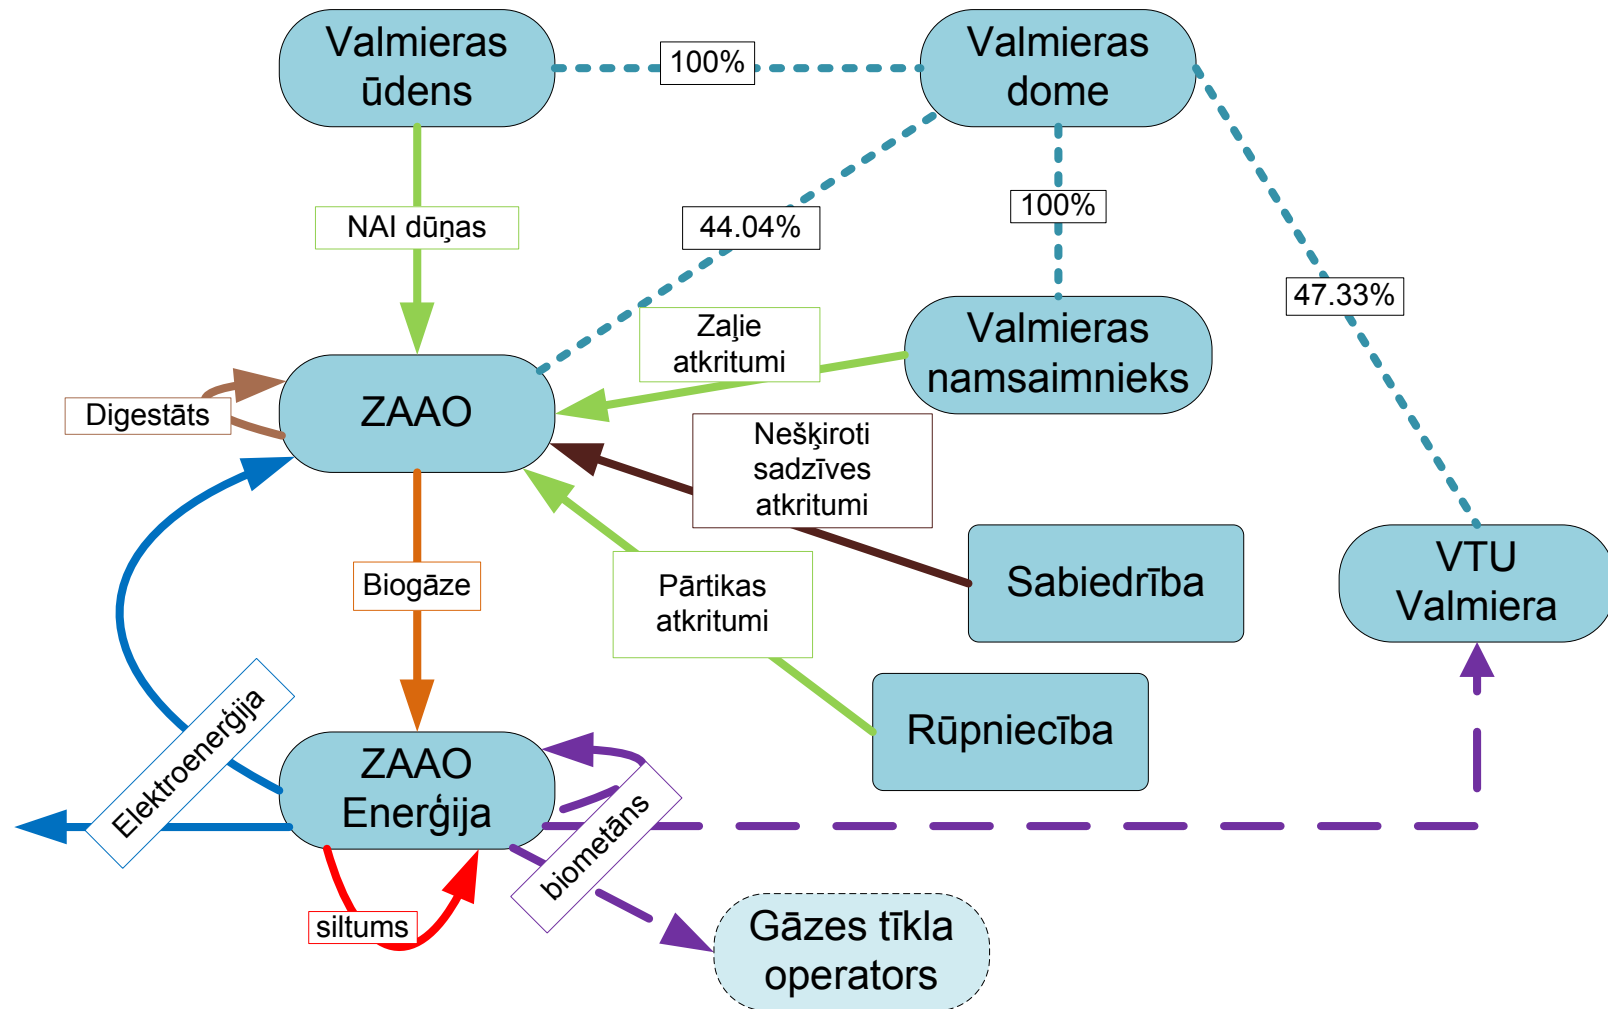 Valmieras
ūdens
100%
Valmieras
dome
NAI dūņas
44.04%
100%
47.33%
Zaļie
atkritumi
Valmieras
namsaimnieks
Digestāts
ZAAO
Nešķiroti
sadzīves
atkritumi
Biogāze
Pārtikas
atkritumi
Sabiedrība
VTU
Valmiera
Rūpniecība
Elektroenerģija
ZAAO
Enerģija
biometāns
siltums
Gāzes tīkla
operators